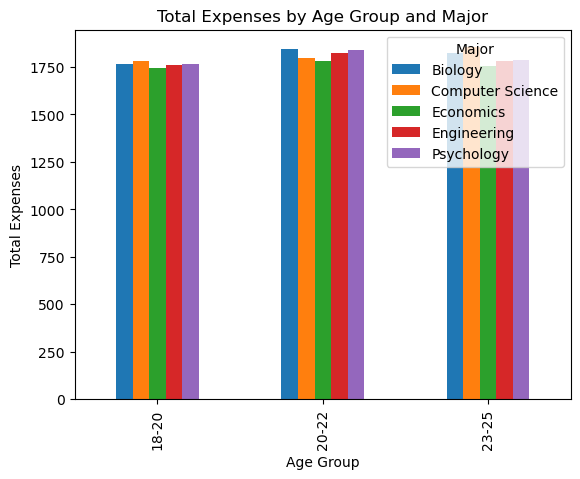 Total Expenses by Age Group and Major
Total Expenses
1750
1500
1250
1000
750
500
250
0
Major
Biology
Computer Science
Economics
Engineering
Psychology
18-20
20-22
23-25
Age Group